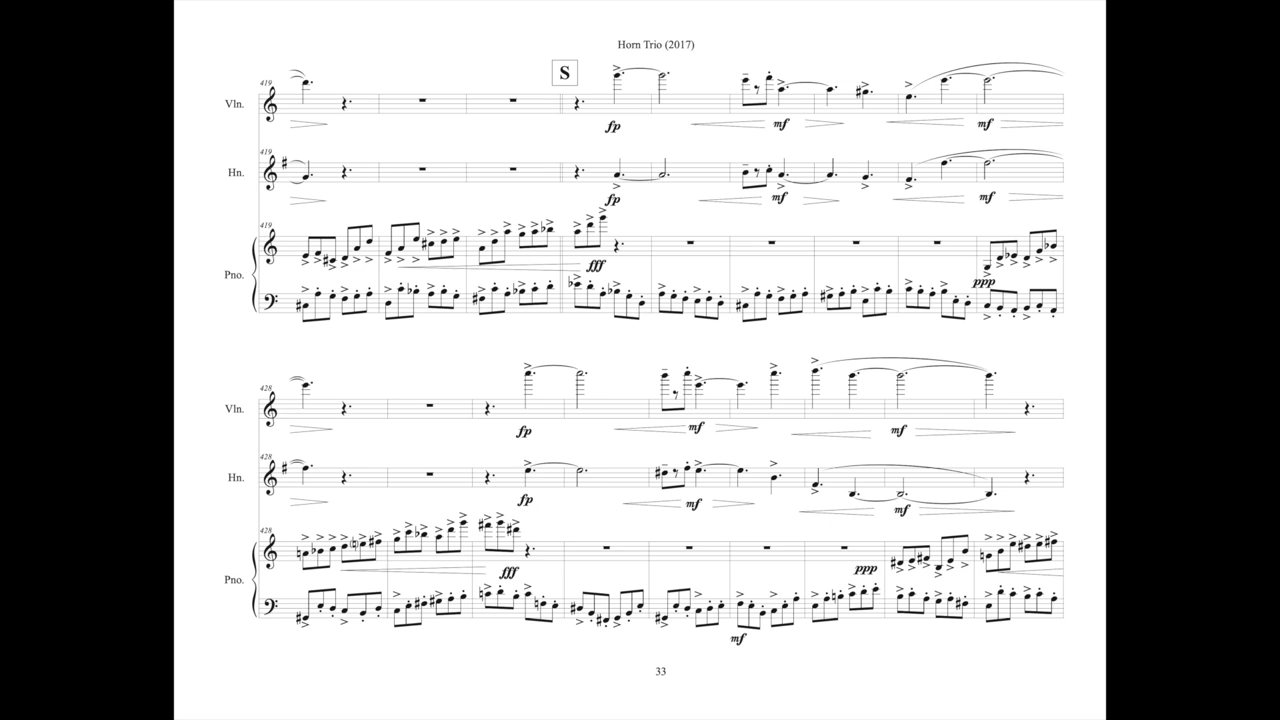 Horn Trio (2017)
S
419
Vln.
fp
mf
mf
419
Hn.
fp
mf
mf
419
Pno.
fff
ppp
428
Vln.
fp
mf
mf
428
Hn.
fp
mf
mf
428
Pno.
fff
ppp
mf
33